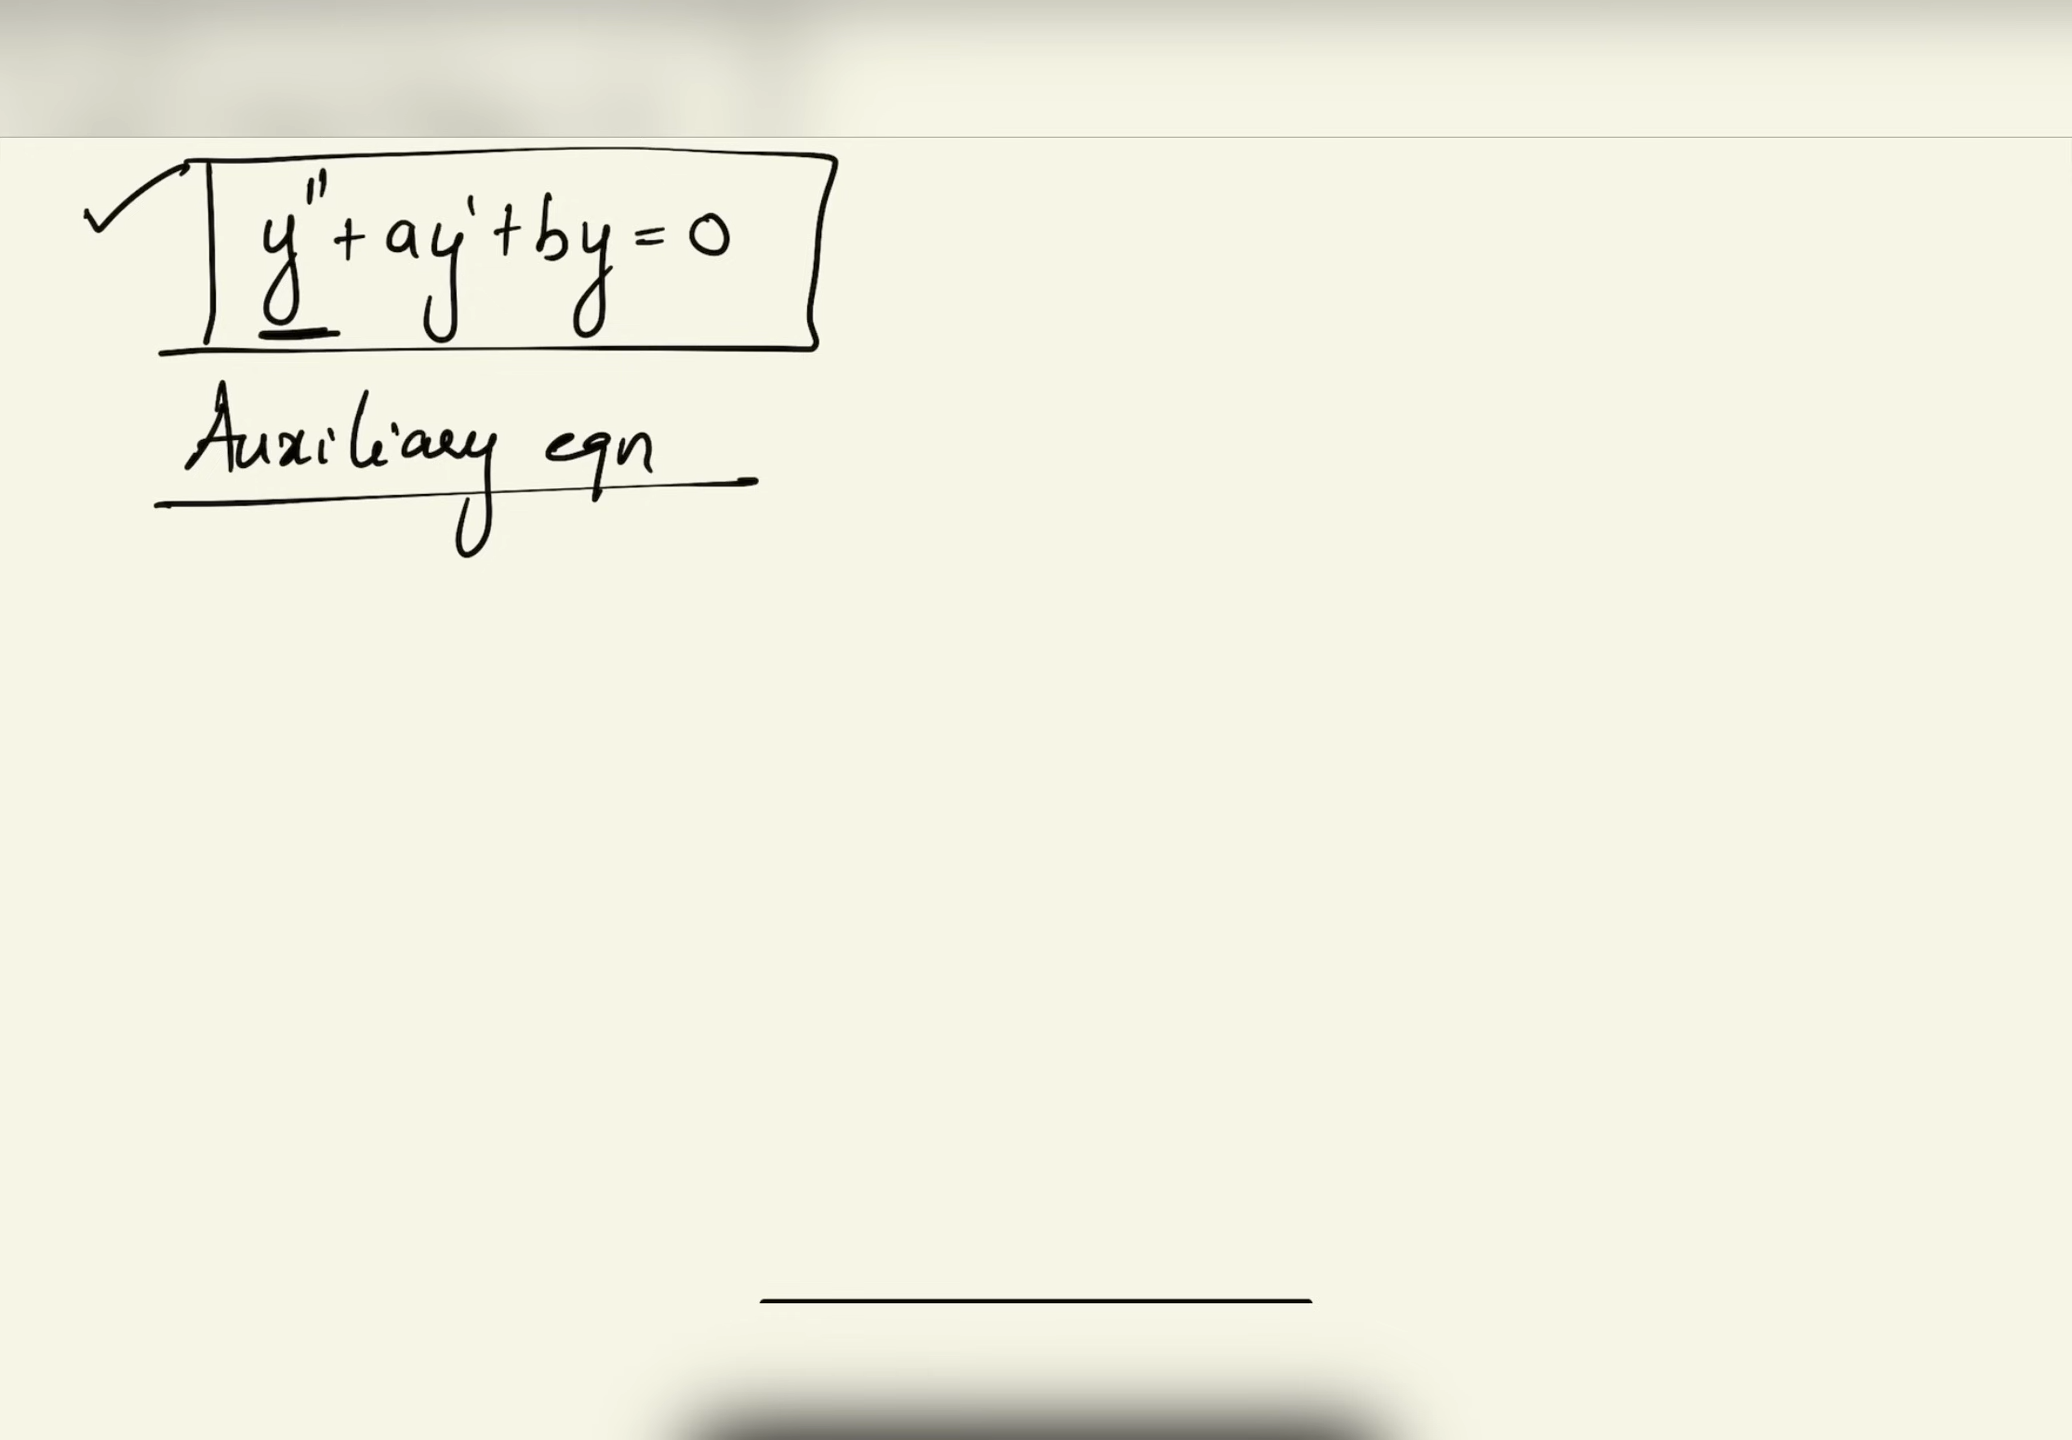 y" + ay' + by = 0
Auxiliary eqn